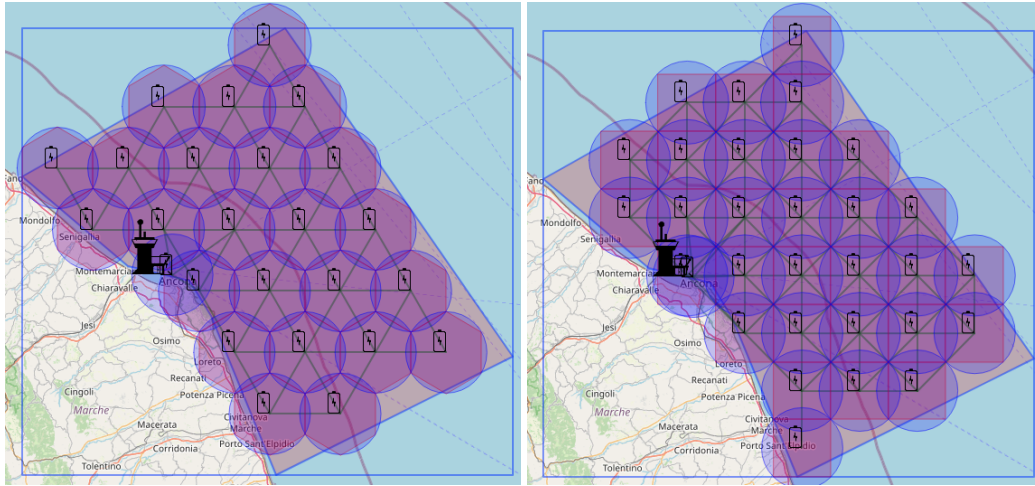 Fano
Mondolfo
Senigallia
Montemarciano
Chiaravalle
Ancona
Jesi
Osimo
Loreto
Cingoli
Recanati
Potenza Picena
Marche
Civitanova
Marche
Macerata
Porto Sant'Elpidio
Corridonia
Tolentino
Mondolfo
Senigallia
Chiaravalle
Ancona
Jesi
Osimo
Loreto
Cingoli
Recanati
Potenza Picena
Marche
Civitanova
Marche
Macerata
Porto Sant'Elpidio
Corridonia
Tolentino